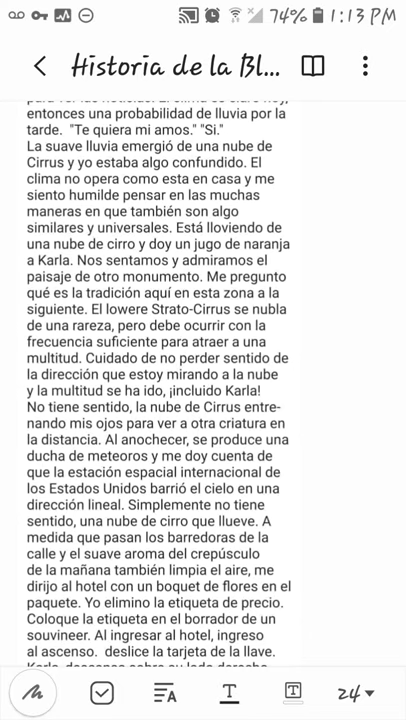 74% 1:13 PM
Historia de la Bl...
entonces una probabilidad de lluvia por la
tarde.  "Te quiera mi amos." "Si."
La suave lluvia emergió de una nube de
Cirrus y yo estaba algo confundido. El
clima no opera como esta en casa y me
siento humilde pensar en las muchas
maneras en que también son algo
similares y universales. Está lloviendo de
una nube de cirro y doy un jugo de naranja
a Karla. Nos sentamos y admiramos el
paisaje de otro monumento. Me pregunto
qué es la tradición aquí en esta zona a la
siguiente. El lowere Strato-Cirrus se nubla
de una rareza, pero debe ocurrir con la
frecuencia suficiente para atraer a una
multitud. Cuidado de no perder sentido de
la dirección que estoy mirando a la nube
y la multitud se ha ido, ¡incluido Karla!
No tiene sentido, la nube de Cirrus entre-
nando mis ojos para ver a otra criatura en
la distancia. Al anochecer, se produce una
ducha de meteoros y me doy cuenta de
que la estación espacial internacional de
los Estados Unidos barrió el cielo en una
dirección lineal. Simplemente no tiene
sentido, una nube de cirro que llueve. A
medida que pasan los barredoras de la
calle y el suave aroma del crepúsculo
de la mañana también limpia el aire, me
dirijo al hotel con un boquet de flores en el
paquete. Yo elimino la etiqueta de precio.
Coloque la etiqueta en el borrador de un
souvineer. Al ingresar al hotel, ingreso
al ascenso.  deslice la tarjeta de la llave.
24